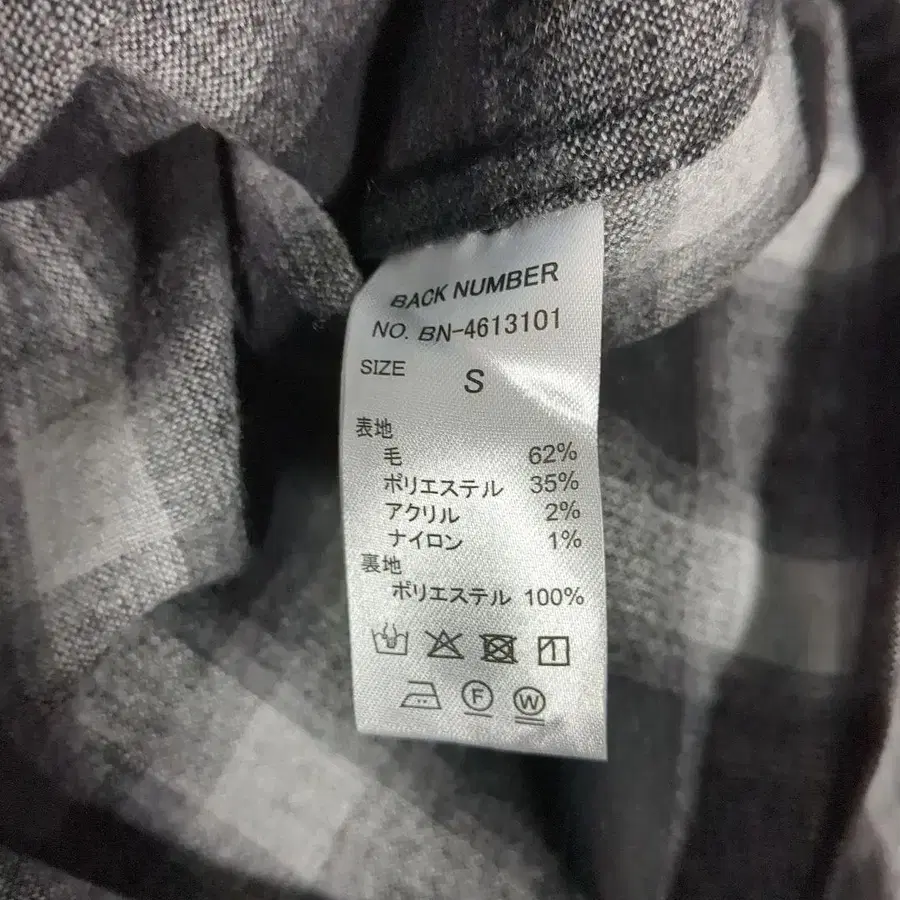 BACK NUMBER
NO. BN-4613101
SIZE S
表地
毛 62%
ポリエステル 35%
アクリル 2%
ナイロン 1%
裏地
ポリエステル 100%
F W